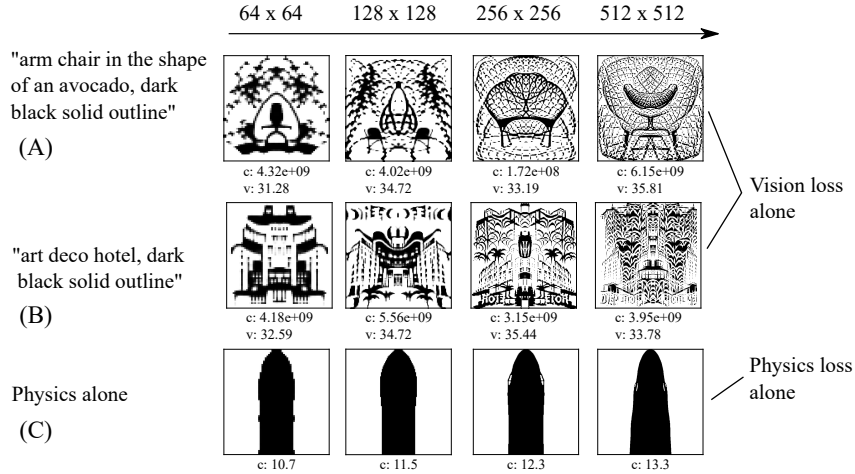 64 x 64 128 x 128 256 x 256 512 x 512
"arm chair in the shape
of an avocado, dark
black solid outline"
(A)
c: 4.32e+09 c: 4.02e+09 c: 1.72e+08 c: 6.15e+09
v: 31.28 v: 34.72 v: 33.19 v: 35.81
Vision loss
alone
"art deco hotel, dark
black solid outline"
(B)
c: 4.18e+09 c: 5.56e+09 c: 3.15e+09 c: 3.95e+09
v: 32.59 v: 34.72 v: 35.44 v: 33.78
Physics alone
(C)
Physics loss
alone
c: 10.7 c: 11.5 c: 12.3 c: 13.3